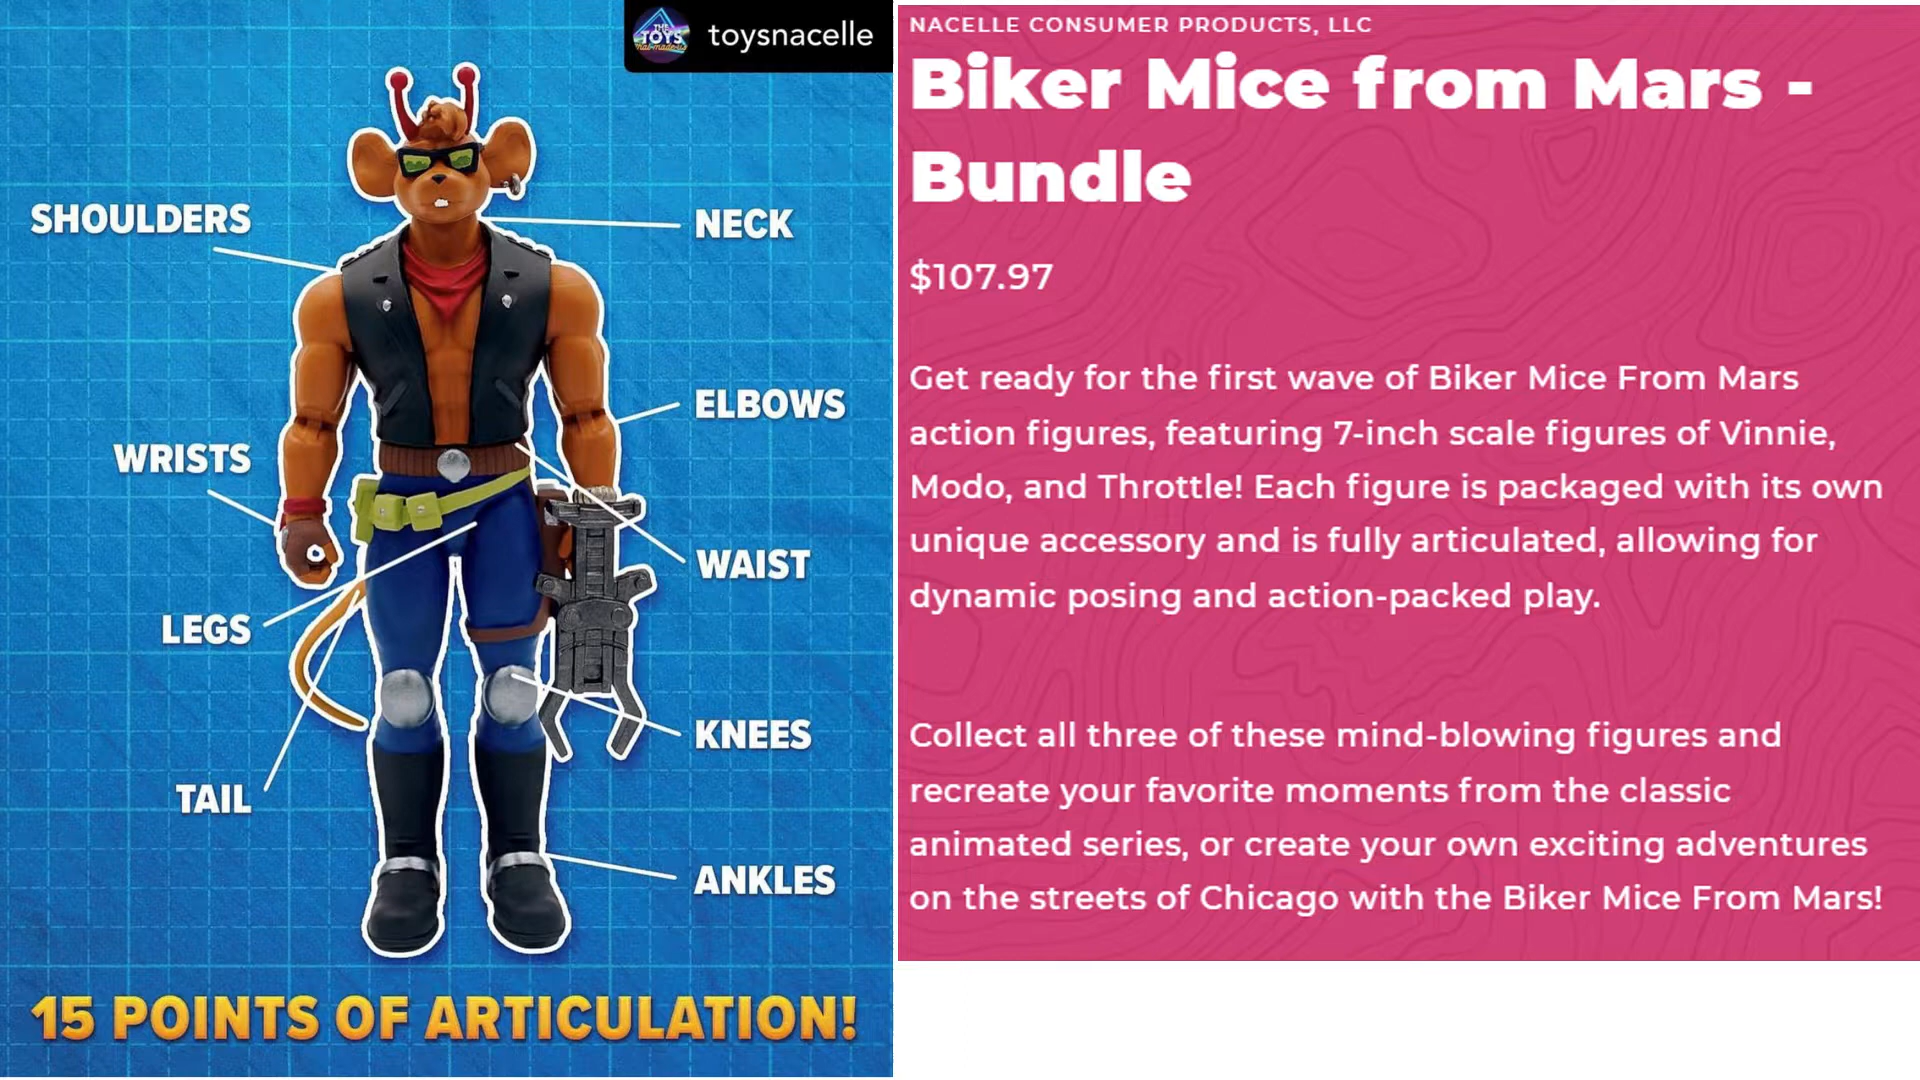 THE
TOYS
that made us
toysnacelle
SHOULDERS
NECK
ELBOWS
WRISTS
WAIST
LEGS
KNEES
TAIL
ANKLES
15 POINTS OF ARTICULATION!
NACELLE CONSUMER PRODUCTS, LLC
Biker Mice from Mars -
Bundle
$107.97
Get ready for the first wave of Biker Mice From Mars
action figures, featuring 7-inch scale figures of Vinnie,
Modo, and Throttle! Each figure is packaged with its own
unique accessory and is fully articulated, allowing for
dynamic posing and action-packed play.
Collect all three of these mind-blowing figures and
recreate your favorite moments from the classic
animated series, or create your own exciting adventures
on the streets of Chicago with the Biker Mice From Mars!